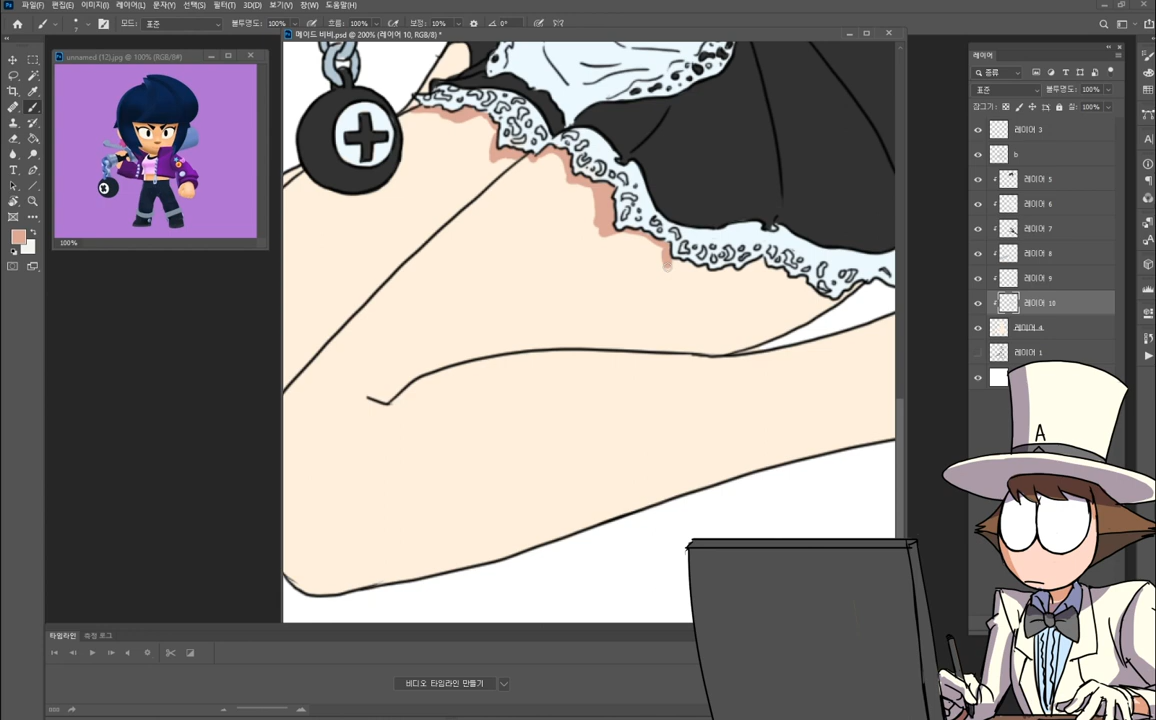 파일(F) 편집(E) 이미지(I) 레이어(L) 문자(Y) 선택(S) 필터(T) 3D(D) 보기(V) 창(W) 도움말(H)
모드: 표준 불투명도: 100% 흐름: 100% 보정: 10% 0°
unnamed (12).jpg @ 100% (RGB/8#)
메이드 비비.psd @ 200% (레이어 10, RGB/8) *
레이어
종류
표준 불투명도: 100%
잠그기: 칠: 100%
레이어 3
b
레이어 5
레이어 6
레이어 7
레이어 8
레이어 9
레이어 10
레이어 4
레이어 1
100%
A
타임라인 측정 로그
비디오 타임라인 만들기